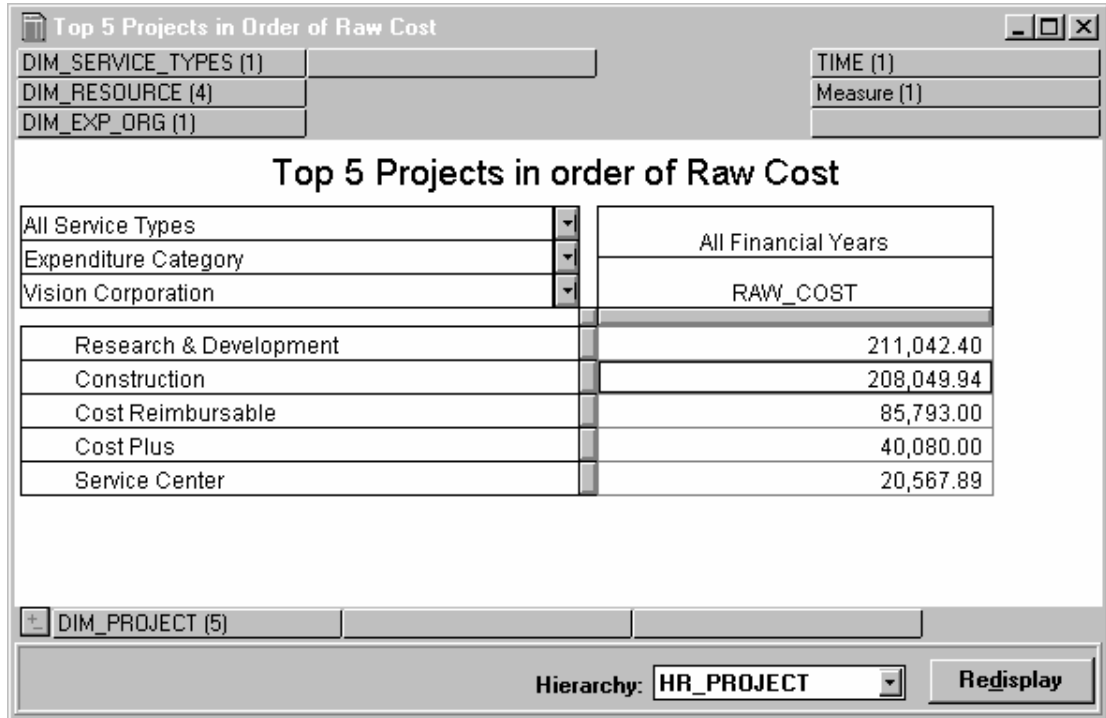 Top 5 Projects in Order of Raw Cost
DIM_SERVICE_TYPES (1)
TIME (1)
DIM_RESOURCE (4)
Measure (1)
DIM_EXP_ORG (1)
Top 5 Projects in order of Raw Cost
All Service Types
All Financial Years
Expenditure Category
Vision Corporation
RAW_COST
Research & Development 211,042.40
Construction 208,049.94
Cost Reimbursable 85,793.00
Cost Plus 40,080.00
Service Center 20,567.89
DIM_PROJECT (5)
Hierarchy: HR_PROJECT Redisplay